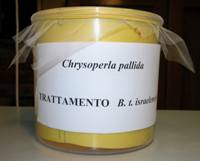 Chrysoperla pallida
TRATTAMENTO B. t. israelensis